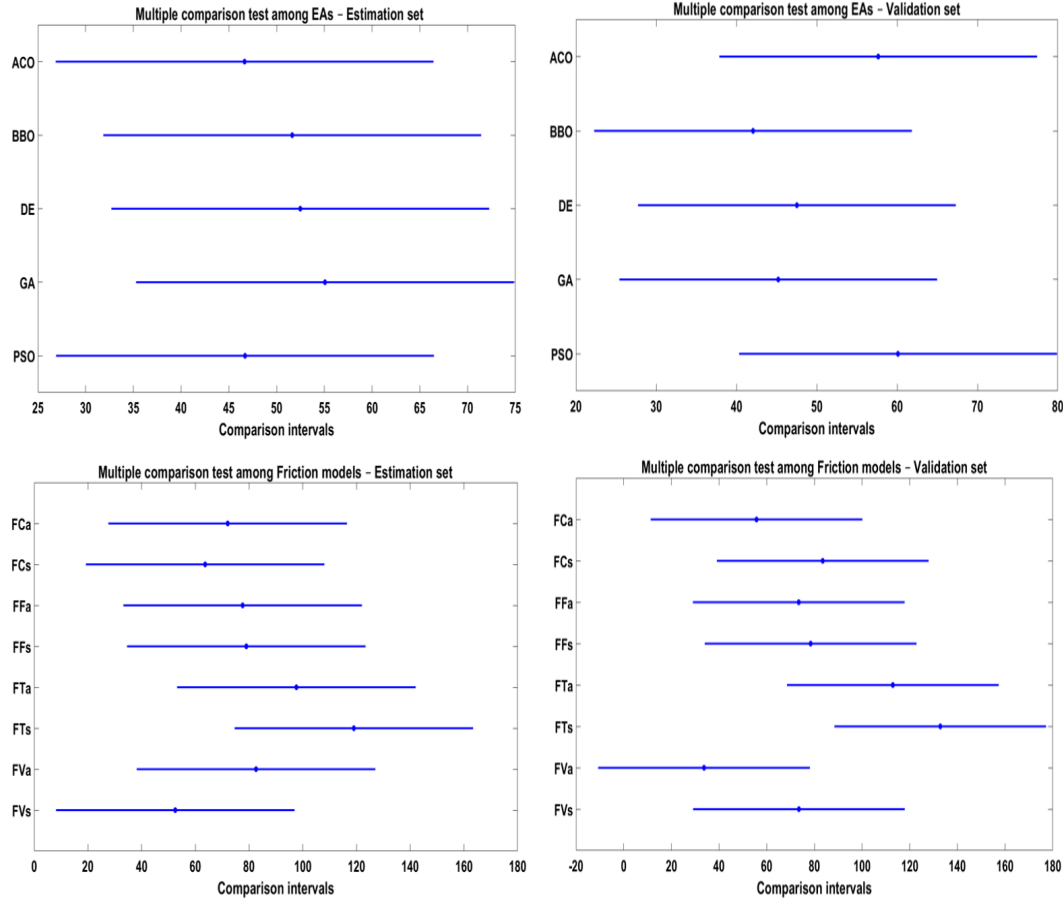 Multiple comparison test among EAs – Estimation set
ACO
BBO
DE
GA
PSO
25 30 35 40 45 50 55 60 65 70 75
Comparison intervals
Multiple comparison test among EAs – Validation set
ACO
BBO
DE
GA
PSO
20 30 40 50 60 70 80
Comparison intervals
Multiple comparison test among Friction models – Estimation set
FCa
FCs
FFa
FFs
FTa
FTs
FVa
FVs
0 20 40 60 80 100 120 140 160 180
Comparison intervals
Multiple comparison test among Friction models – Validation set
FCa
FCs
FFa
FFs
FTa
FTs
FVa
FVs
-20 0 20 40 60 80 100 120 140 160 180
Comparison intervals